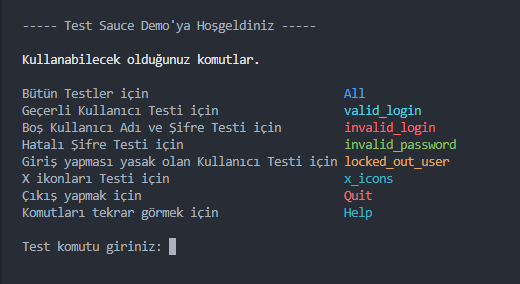 ----- Test Sauce Demo'ya Hoşgeldiniz -----
Kullanabilecek olduğunuz komutlar.
Bütün Testler için All
Geçerli Kullanıcı Testi için valid_login
Boş Kullanıcı Adı ve Şifre Testi için invalid_login
Hatalı Şifre Testi için invalid_password
Giriş yapması yasak olan Kullanıcı Testi için locked_out_user
X ikonları Testi için x_icons
Çıkış yapmak için Quit
Komutları tekrar görmek için Help
Test komutu giriniz: